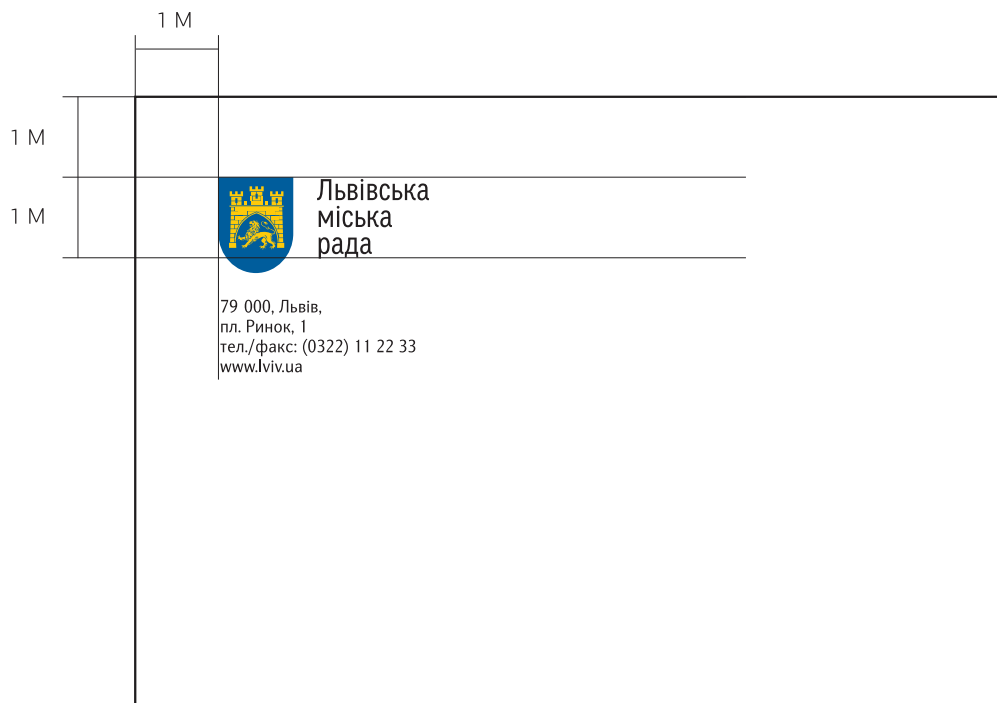 1 М
1 М
1 М
Львівська
міська
рада
79 000, Львів,
пл. Ринок, 1
тел./факс: (0322) 11 22 33
www.lviv.ua